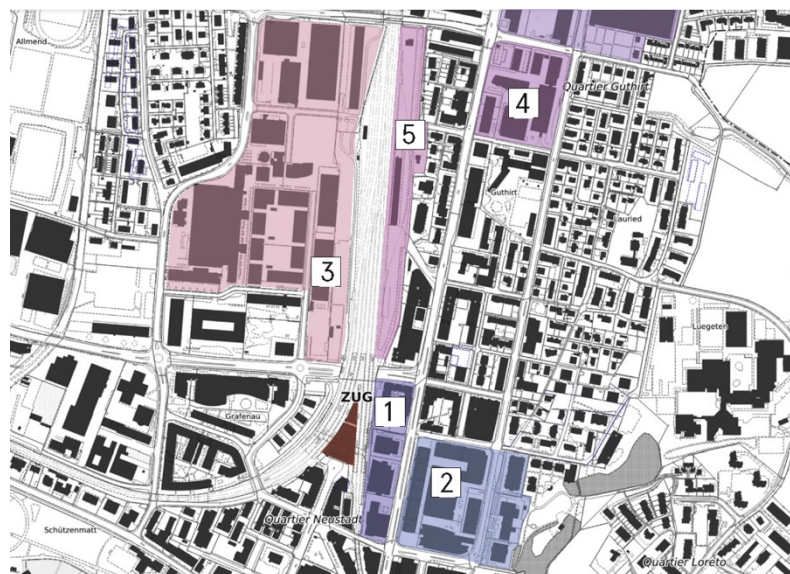 Allmend
Quartier Guthirt
4
5
Guthirt
Lauried
3
Luegeten
ZUG
1
Grafenau
2
Quartier Neustadt
Schützenmatt
Quartier Loreto